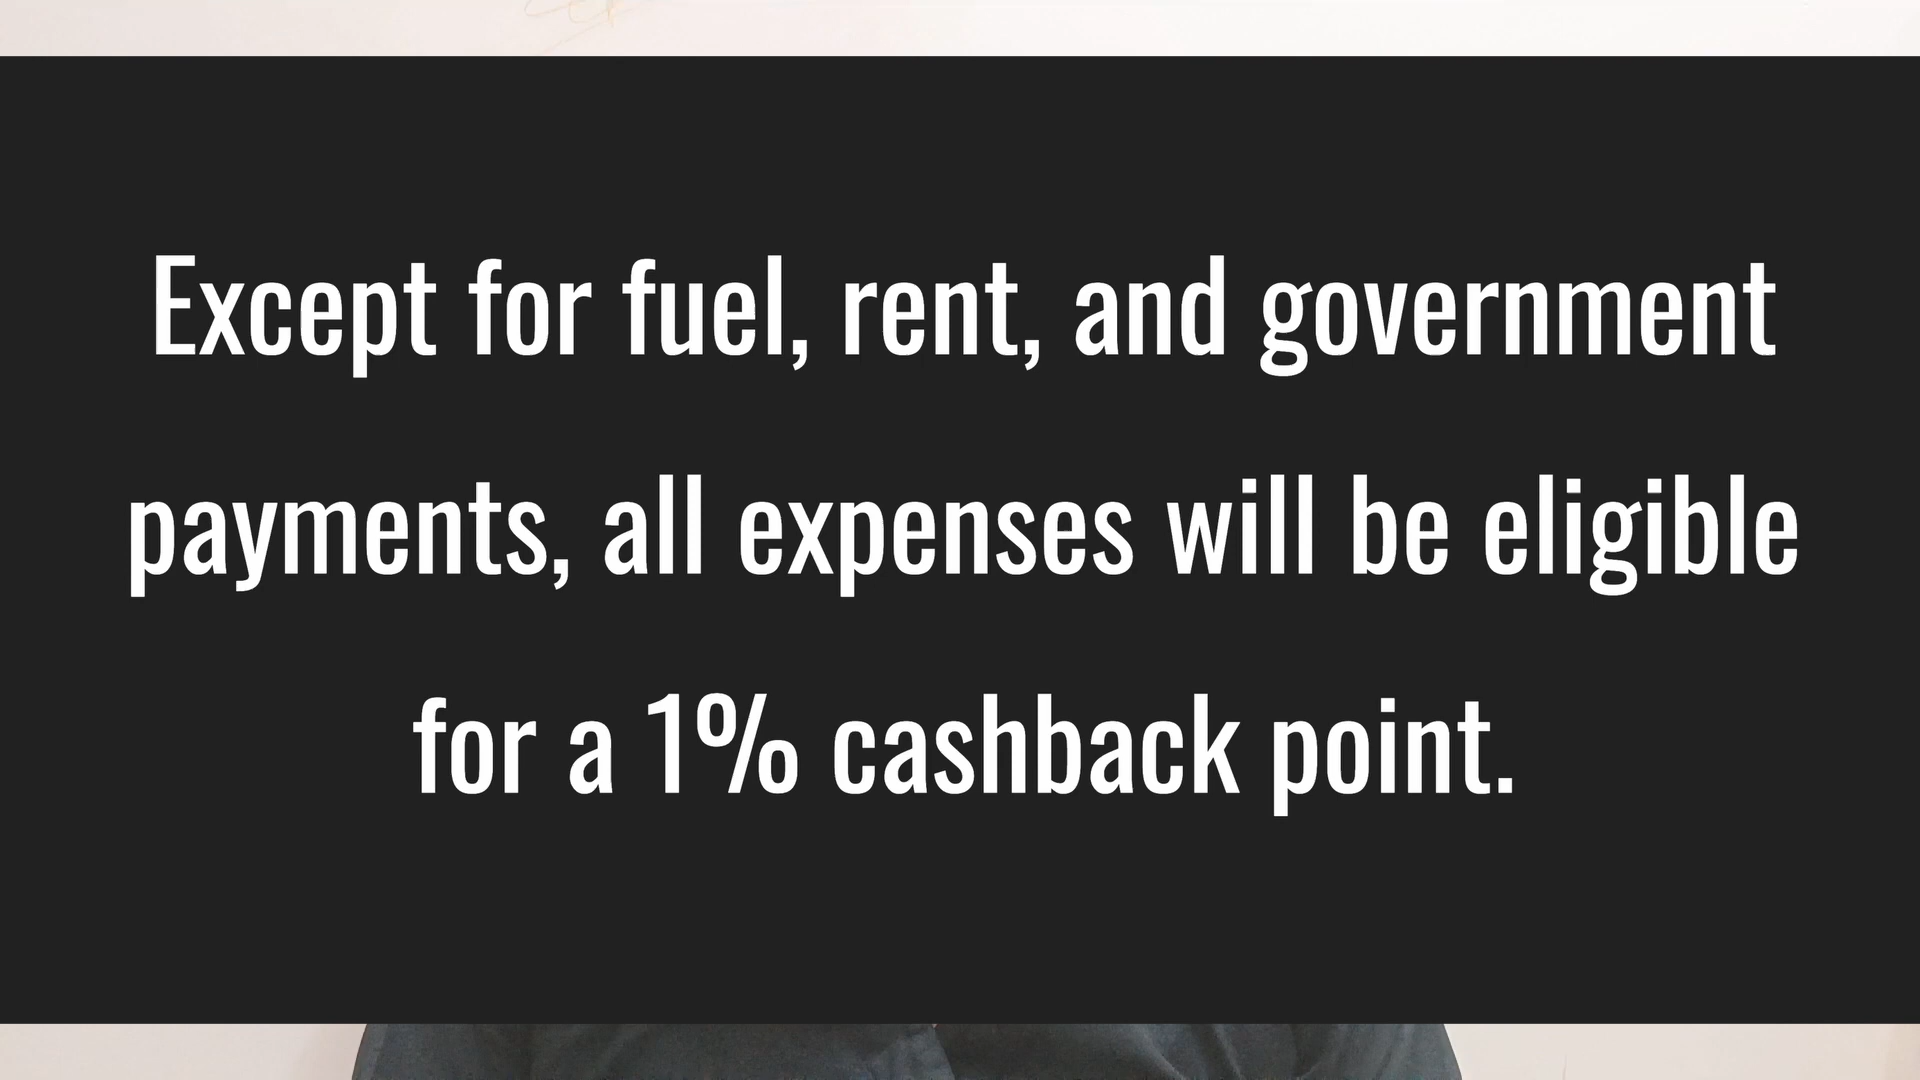 Except for fuel, rent, and government
payments, all expenses will be eligible
for a 1% cashback point.